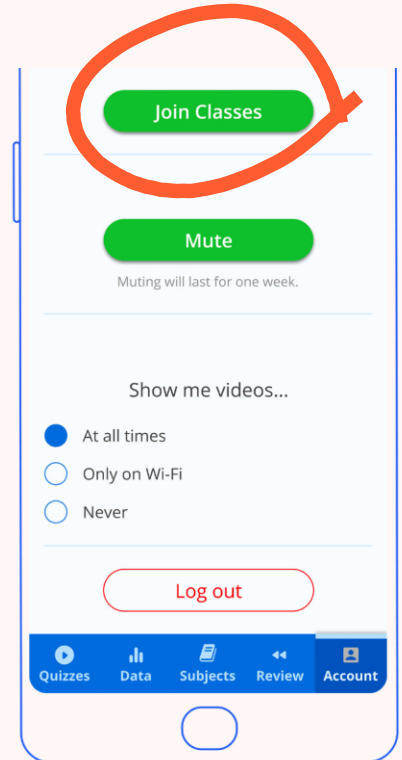 Join Classes
Mute
Muting will last for one week.
Show me videos...
At all times
Only on Wi-Fi
Never
Log out
Quizzes Data Subjects Review Account